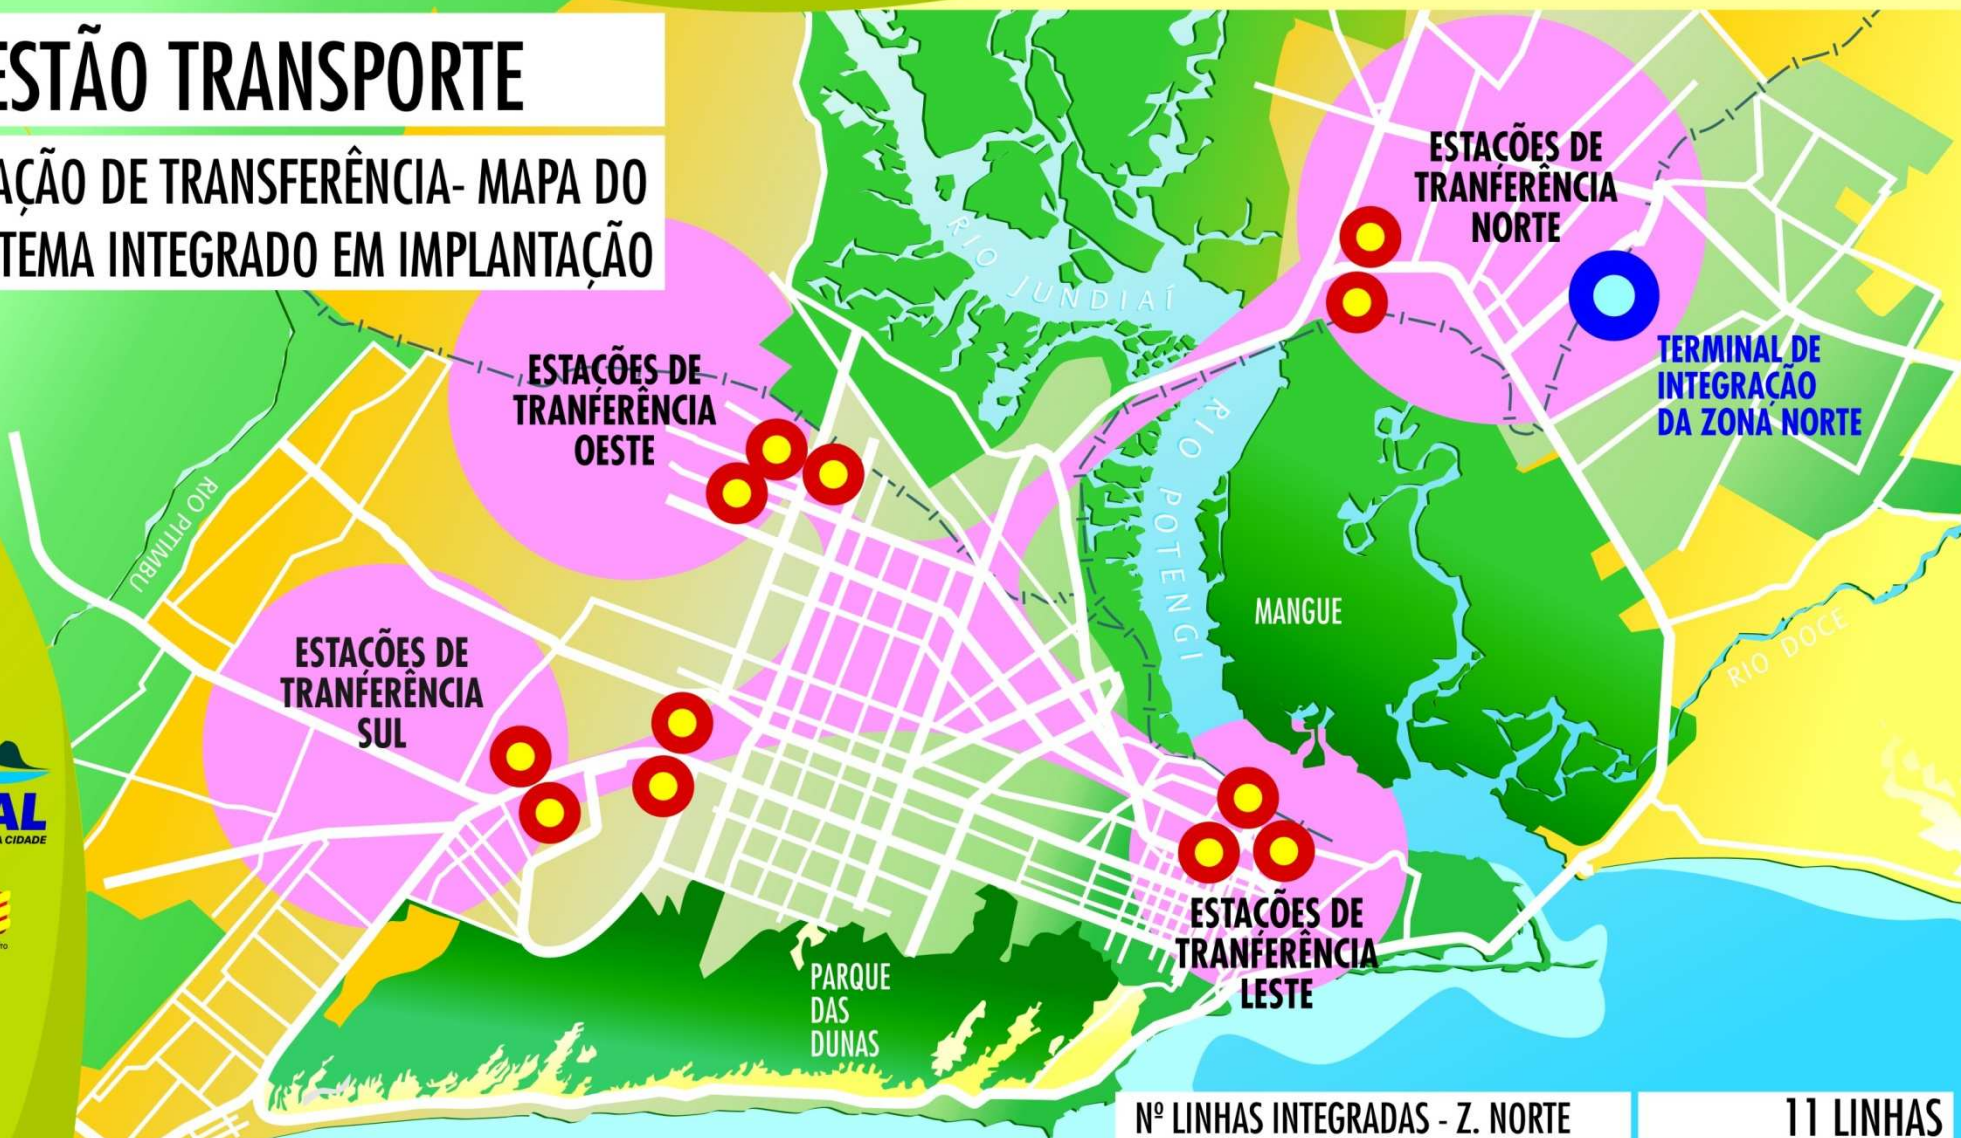 ESTÃO TRANSPORTE
AÇÃO DE TRANSFERÊNCIA- MAPA DO
TEMA INTEGRADO EM IMPLANTAÇÃO
ESTAÇÕES DE
TRANFERÊNCIA
NORTE
TERMINAL DE
INTEGRAÇÃO
DA ZONA NORTE
RIO JUNDIAÍ
ESTAÇÕES DE
TRANFERÊNCIA
OESTE
RIO POTENGI
RIO PITIMBU
MANGUE
RIO DOCE
ESTAÇÕES DE
TRANFERÊNCIA
SUL
AL
A CIDADE
ESTAÇÕES DE
TRANFERÊNCIA
LESTE
PARQUE
DAS
DUNAS
Nº LINHAS INTEGRADAS - Z. NORTE
11 LINHAS